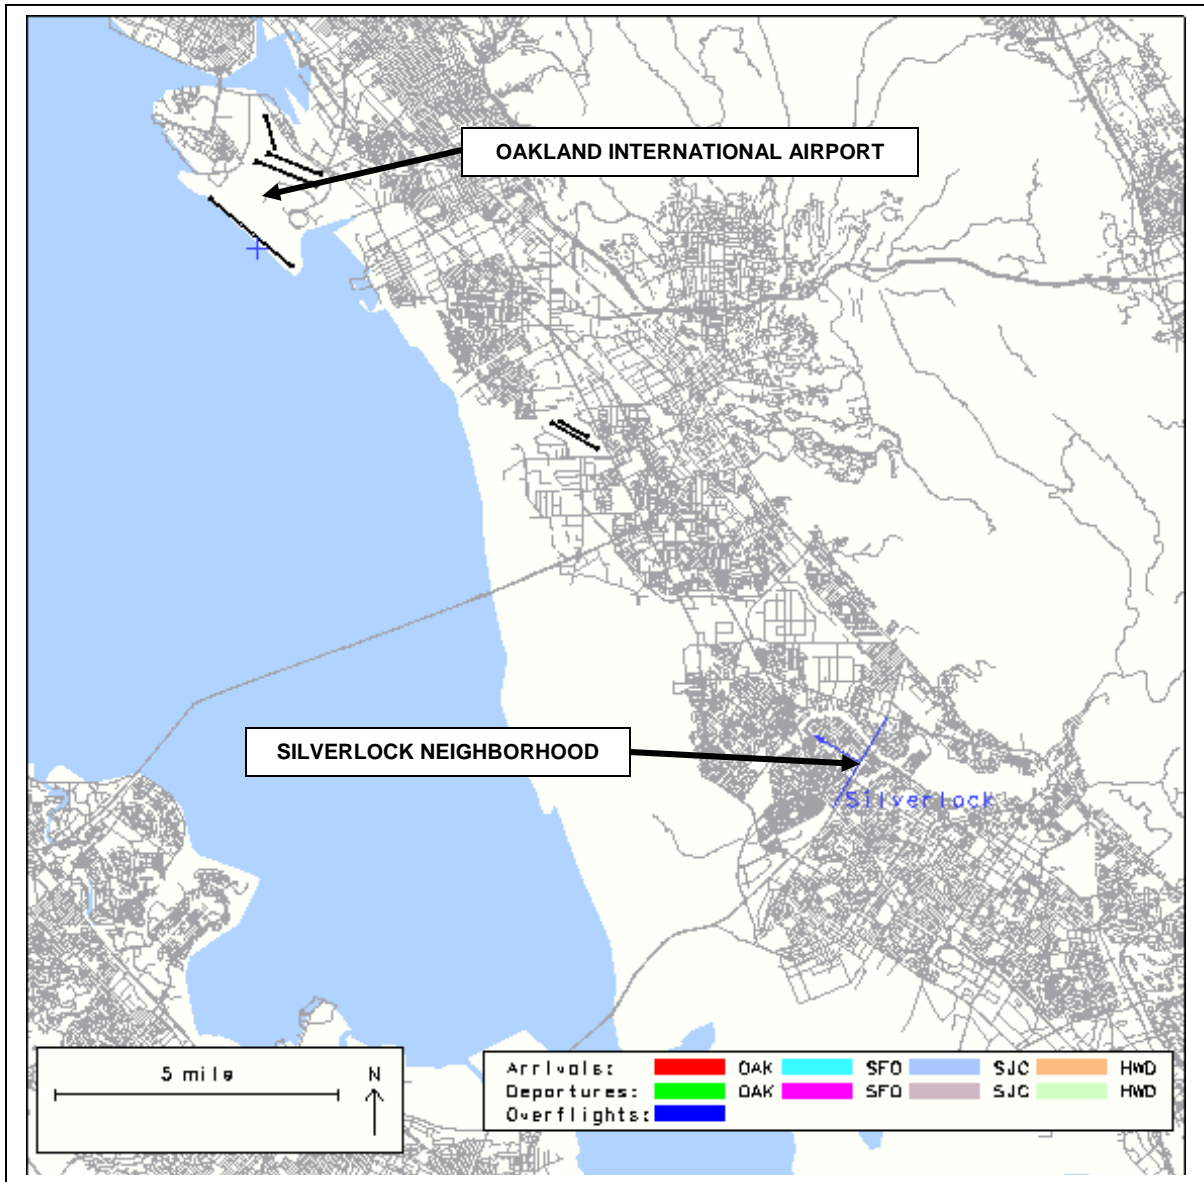 OAKLAND INTERNATIONAL AIRPORT
SILVERLOCK NEIGHBORHOOD
Silverlock
5 mile
N
Arrivals: OAK SFO SJC HWD
Departures: OAK SFO SJC HWD
Overflights: